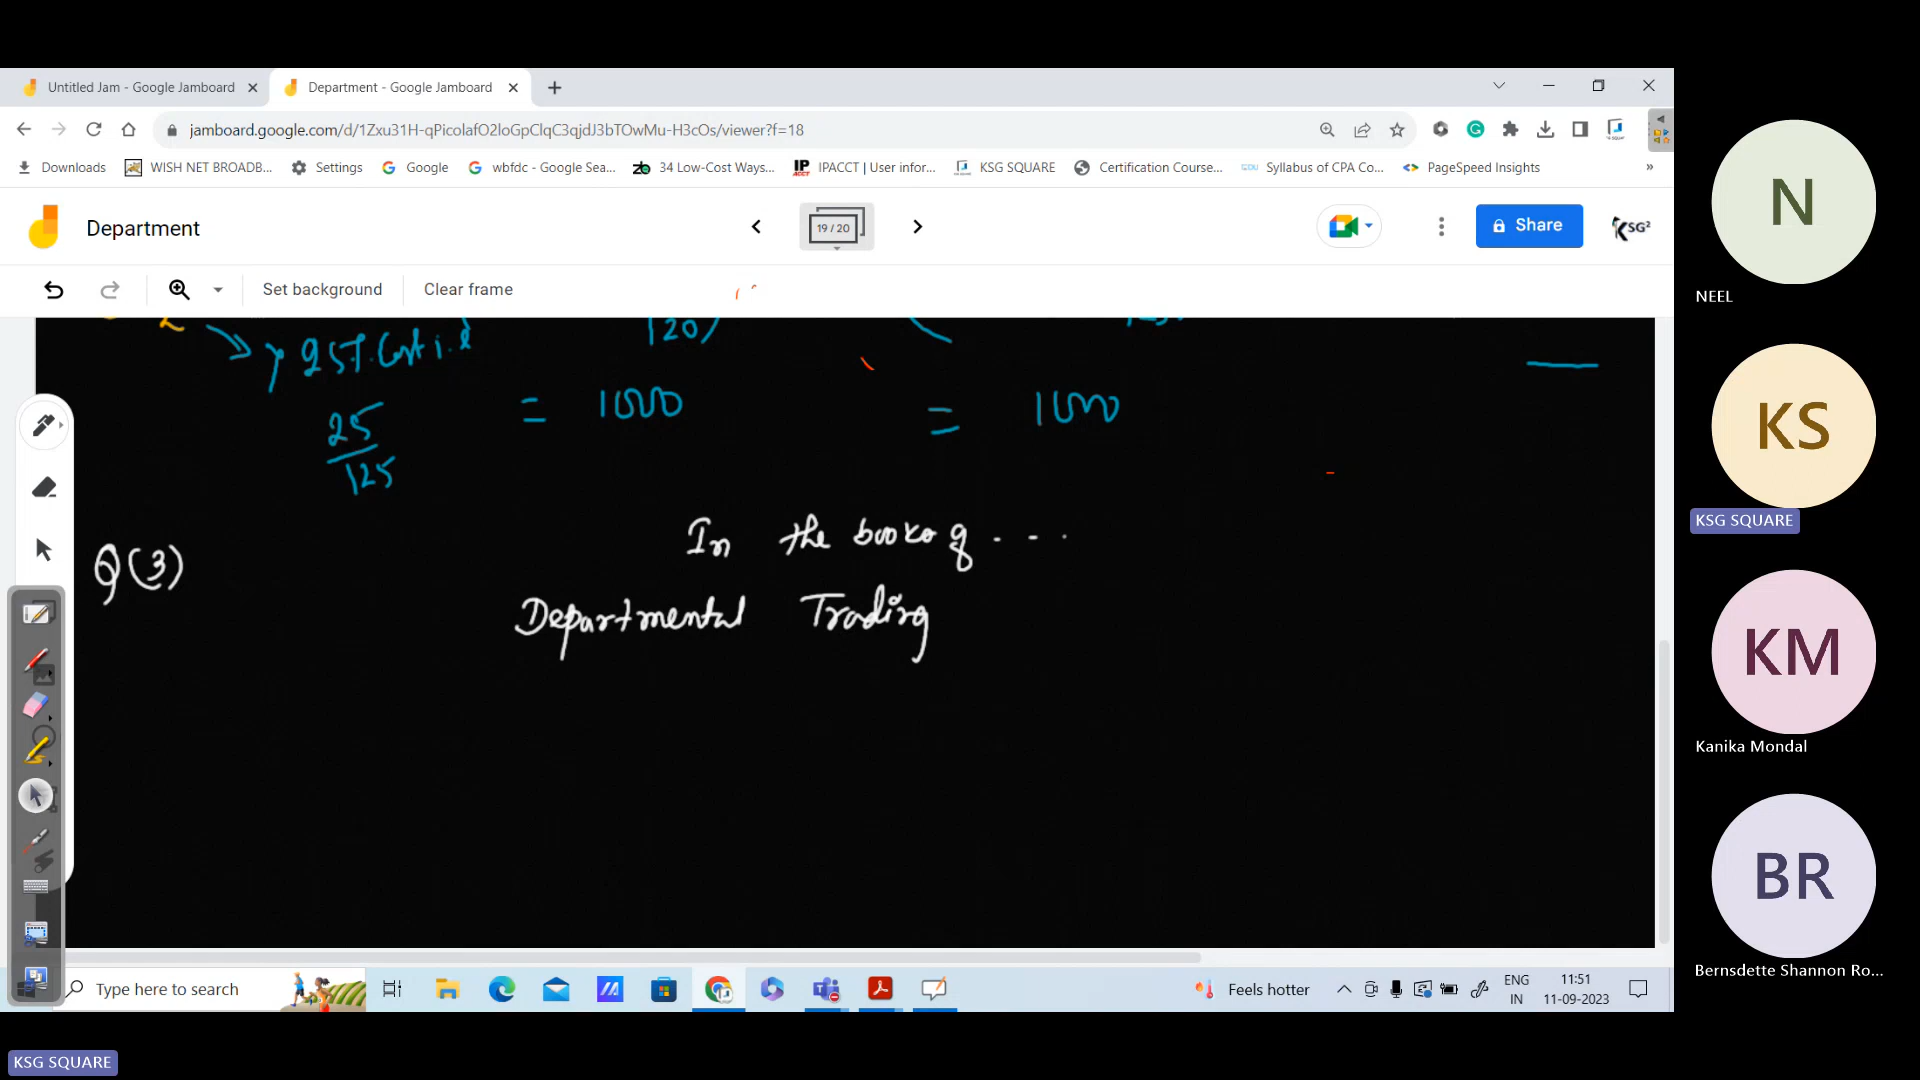 Untitled Jam - Google Jamboard
Department - Google Jamboard
jamboard.google.com/d/1Zxu31H-qPicolafO2loGpClqC3qjdJ3bTOwMu-H3cOs/viewer?f=18
Downloads WISH NET BROADB... Settings Google wbfdc - Google Sea... 34 Low-Cost Ways... IPACCT | User infor... KSG SQUARE Certification Course... Syllabus of CPA Co... PageSpeed Insights »
Department
19 / 20
Share
KSG²
Set background Clear frame
120)
= 1000
= 1000
25
125
Q(3)
In the books of - - -
Departmental Trading
Type here to search
Feels hotter
ENG
IN
11:51
11-09-2023
N
NEEL
KS
KSG SQUARE
KM
Kanika Mondal
BR
Bernsdette Shannon Ro...
KSG SQUARE